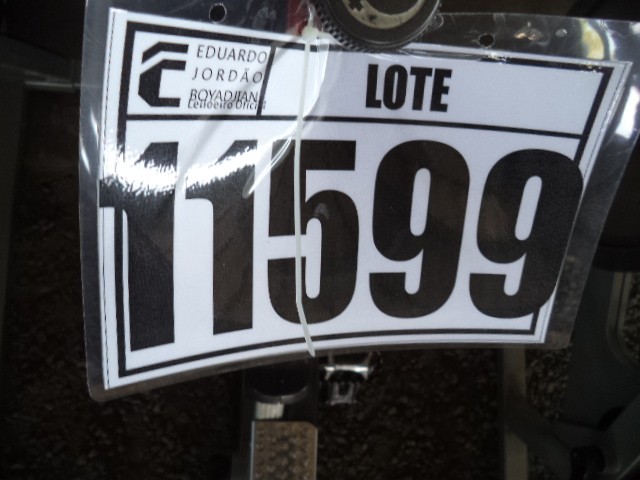 EDUARDO
JORDÃO
BOYADJIAN
Leiloeiro Oficial
LOTE
11599